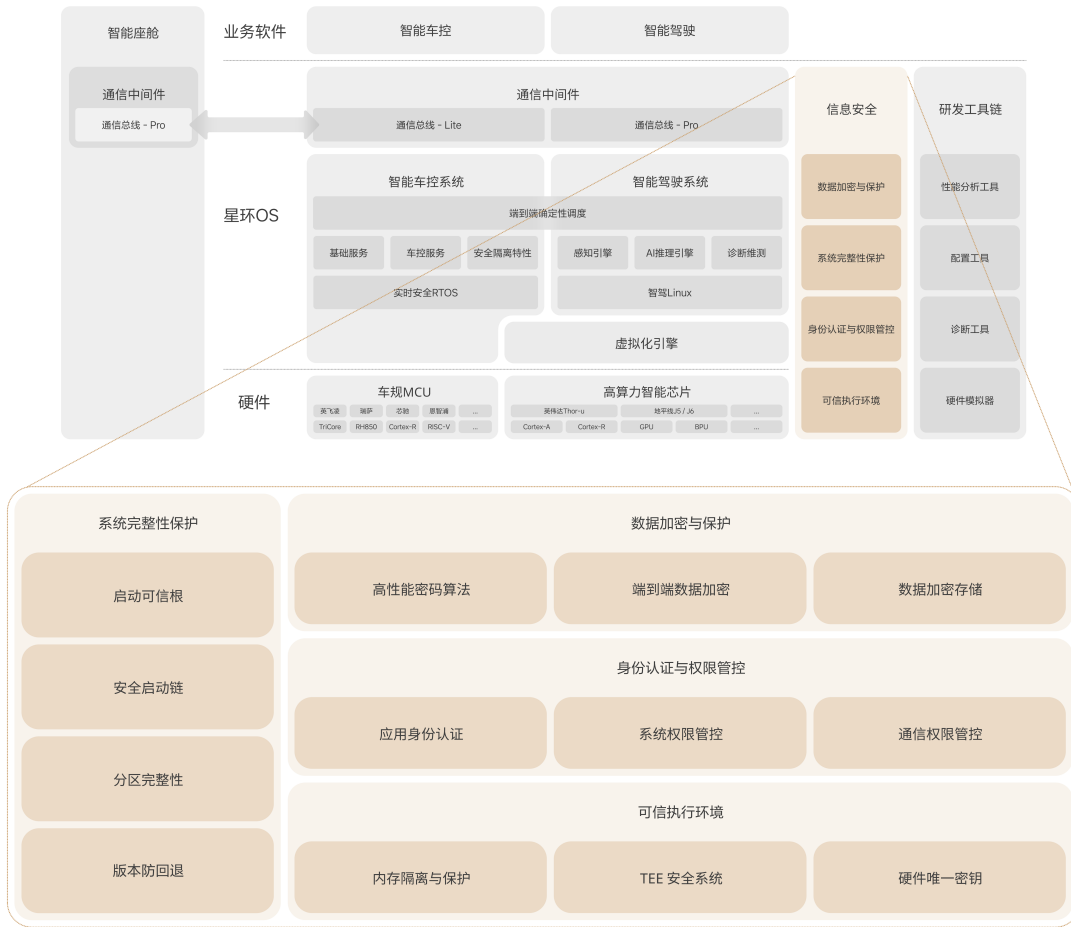 智能座舱
业务软件
智能车控
智能驾驶
通信中间件
通信总线 - Pro
通信中间件
通信总线 - Lite
通信总线 - Pro
信息安全
研发工具链
星环OS
智能车控系统
智能驾驶系统
端到端确定性调度
基础服务
车控服务
安全隔离特性
感知引擎
AI推理引擎
诊断维测
实时安全RTOS
智驾Linux
虚拟化引擎
数据加密与保护
系统完整性保护
身份认证与权限管控
可信执行环境
性能分析工具
配置工具
诊断工具
硬件模拟器
硬件
车规MCU
英飞凌
瑞萨
芯驰
恩智浦
...
TriCore
RH850
Cortex-R
RISC-V
...
高算力智能芯片
英伟达Thor-u
地平线J5 / J6
...
Cortex-A
Cortex-R
GPU
BPU
...
系统完整性保护
启动可信根
安全启动链
分区完整性
版本防回退
数据加密与保护
高性能密码算法
端到端数据加密
数据加密存储
身份认证与权限管控
应用身份认证
系统权限管控
通信权限管控
可信执行环境
内存隔离与保护
TEE 安全系统
硬件唯一密钥